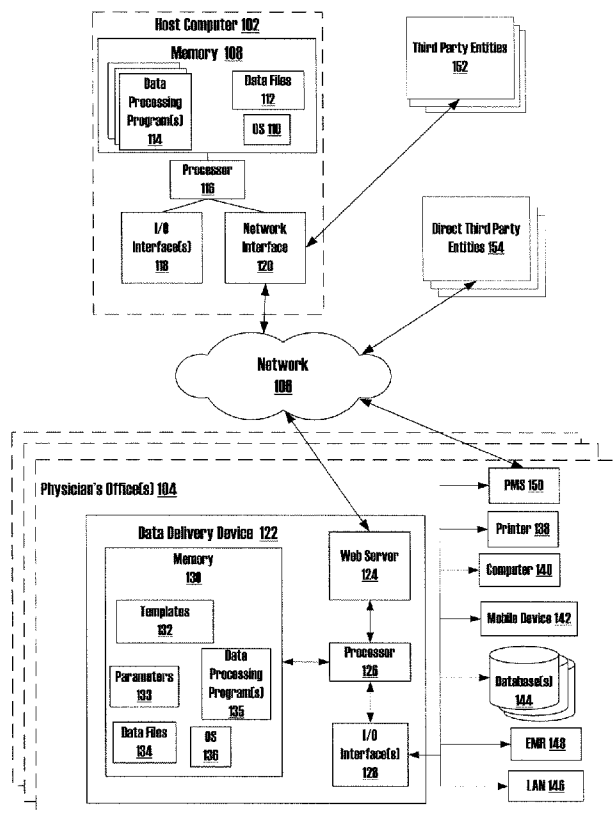 Host Computer 102
Memory 108
Data
Processing
Program(s)
114
Data Files
112
OS 110
Processor
116
I/O
Interface(s)
118
Network
Interface
120
Third Party Entities
152
Direct Third Party
Entities 154
Network
106
Physician's Office(s) 104
Data Delivery Device 122
Memory
130
Templates
132
Parameters
133
Data
Processing
Program(s)
135
Data Files
134
OS
136
Web Server
124
Processor
126
I/O
Interface(s)
128
PMS 150
Printer 138
Computer 140
Mobile Device 142
Database(s)
144
EMR 148
LAN 146